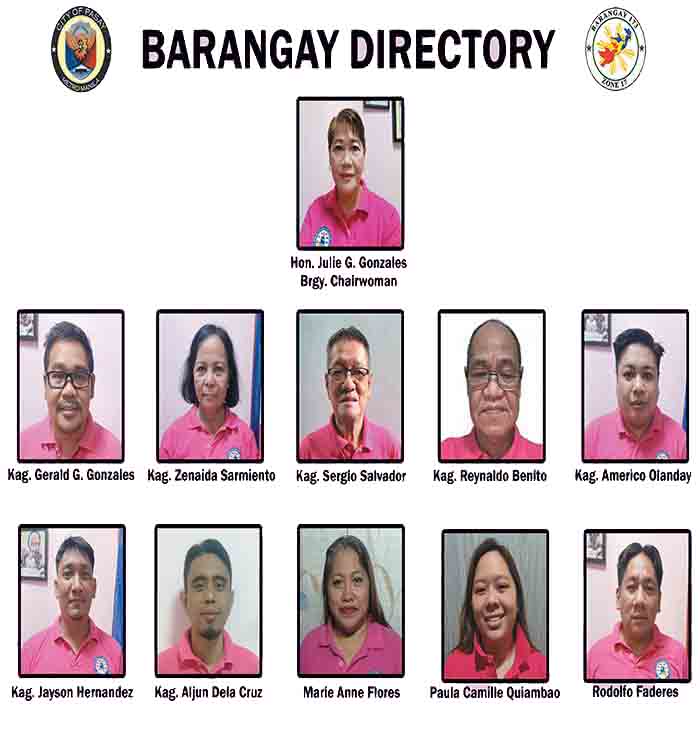 CITY OF PASAY
METRO MANILA
BARANGAY DIRECTORY
BARANGAY 175
ZONE 17
Hon. Julie G. Gonzales
Brgy. Chairwoman
Kag. Gerald G. Gonzales
Kag. Zenaida Sarmiento
Kag. Sergio Salvador
Kag. Reynaldo Benito
Kag. Americo Olanday
Kag. Jayson Hernandez
Kag. Aljun Dela Cruz
Marie Anne Flores
Paula Camille Quiambao
Rodolfo Faderes